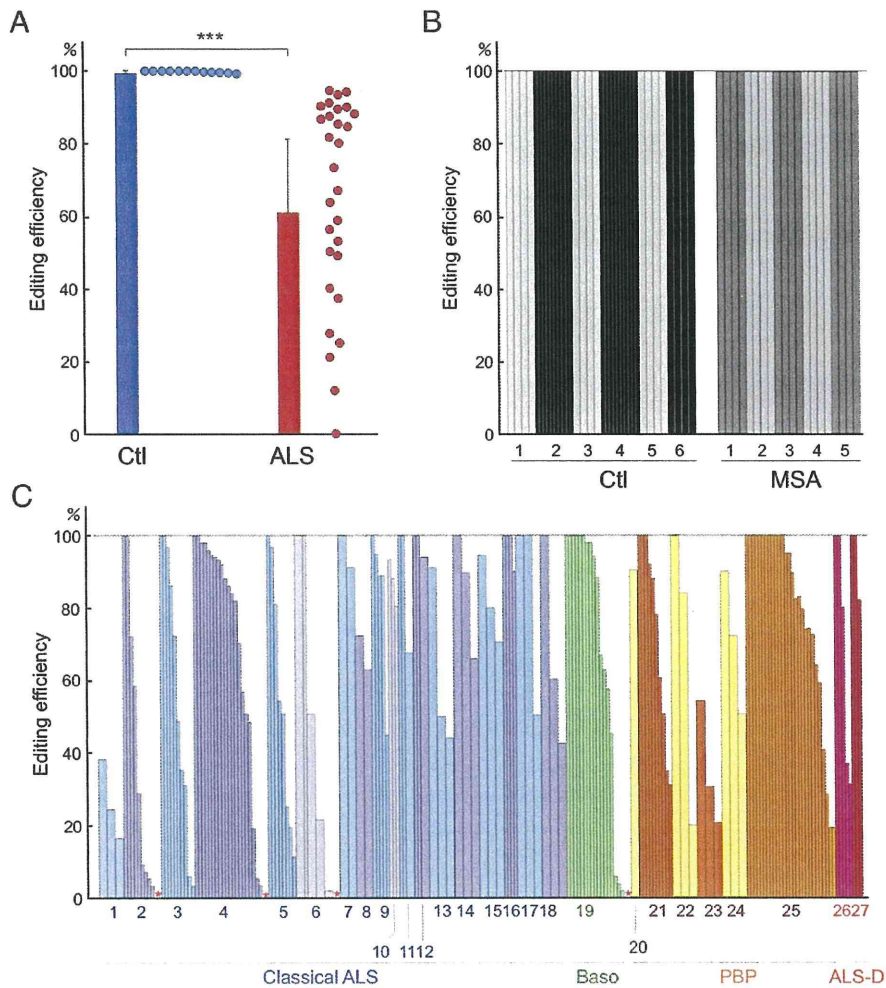 A
B
%
***
%
100
100
80
80
Editing efficiency
Editing efficiency
60
60
40
40
20
20
0
0
Ctl
ALS
1 2 3 4 5 6
1 2 3 4 5
Ctl
MSA
C
%
100
80
Editing efficiency
60
40
20
0
* * * *
1 2 3 4 5 6 7 8 9 13 14 15 16 17 18 19 21 22 23 24 25 26 27
10 11 12 20
Classical ALS
Baso
PBP
ALS-D